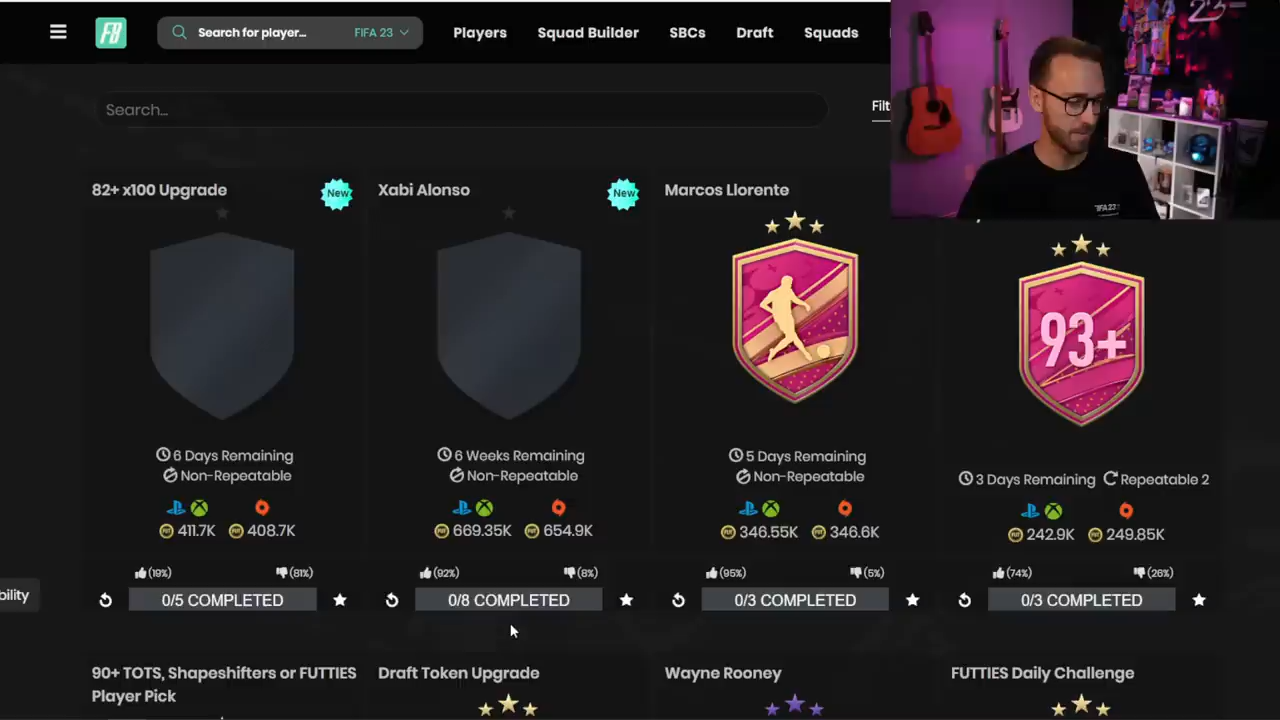 FB
Search for player...
FIFA 23
Players
Squad Builder
SBCs
Draft
Squads
Search...
82+ x100 Upgrade
New
Xabi Alonso
New
Marcos Llorente
93+
6 Days Remaining
Non-Repeatable
6 Weeks Remaining
Non-Repeatable
5 Days Remaining
Non-Repeatable
3 Days Remaining
Repeatable 2
411.7K
408.7K
669.35K
654.9K
346.55K
346.6K
242.9K
249.85K
(19%)
(81%)
(92%)
(8%)
(95%)
(5%)
(74%)
(26%)
bility
0/5 COMPLETED
0/8 COMPLETED
0/3 COMPLETED
0/3 COMPLETED
90+ TOTS, Shapeshifters or FUTTIES
Player Pick
Draft Token Upgrade
Wayne Rooney
FUTTIES Daily Challenge